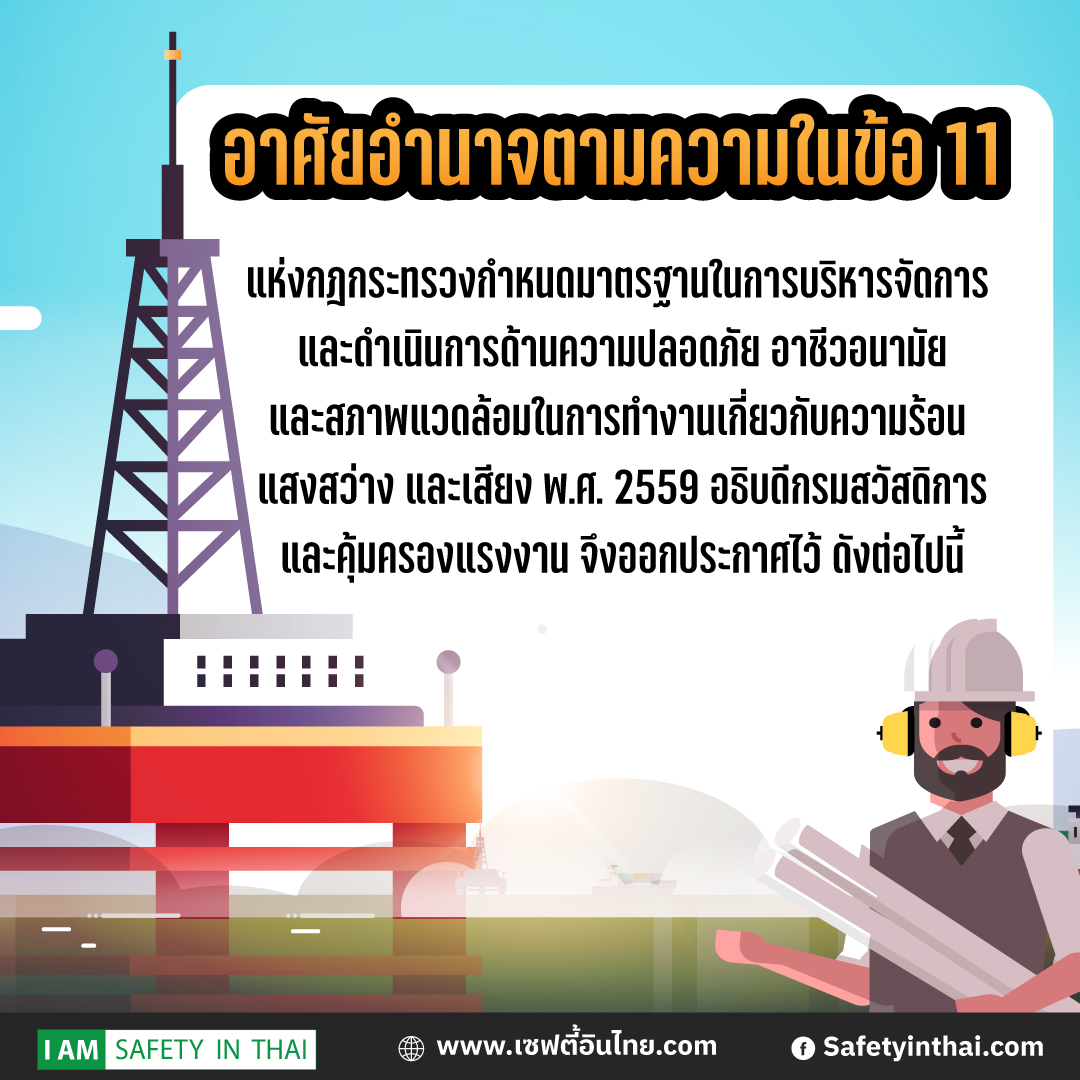 อาศัยอำนาจตามความในข้อ 11
แห่งกฎกระทรวงกำหนดมาตรฐานในการบริหารจัดการ
และดำเนินการด้านความปลอดภัย อาชีวอนามัย
และสภาพแวดล้อมในการทำงานเกี่ยวกับความร้อน
แสงสว่าง และเสียง พ.ศ. 2559 อธิบดีกรมสวัสดิการ
และคุ้มครองแรงงาน จึงออกประกาศไว้ ดังต่อไปนี้
I AM SAFETY IN THAI
www.เซฟตี้อินไทย.com
Safetyinthai.com